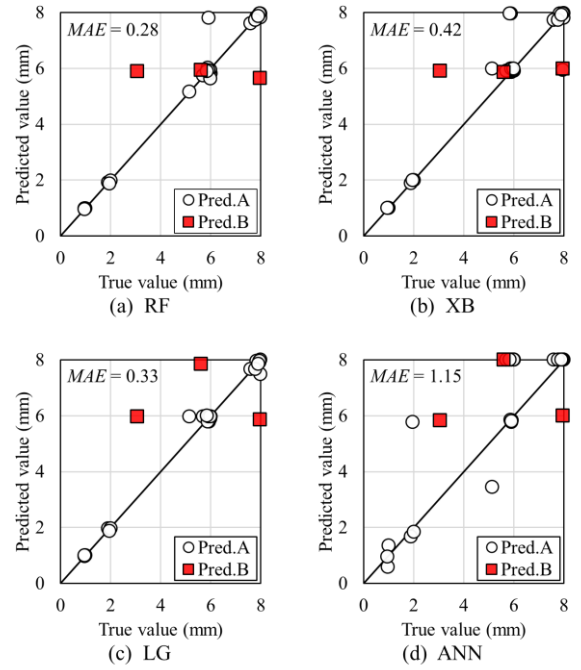 8
MAE = 0.28
6
4
2
0
Predicted value (mm)
Pred.A
Pred.B
0 2 4 6 8
True value (mm)
(a) RF
8
MAE = 0.42
6
4
2
0
Predicted value (mm)
Pred.A
Pred.B
0 2 4 6 8
True value (mm)
(b) XB
8
MAE = 0.33
6
4
2
0
Predicted value (mm)
Pred.A
Pred.B
0 2 4 6 8
True value (mm)
(c) LG
8
MAE = 1.15
6
4
2
0
Predicted value (mm)
Pred.A
Pred.B
0 2 4 6 8
True value (mm)
(d) ANN